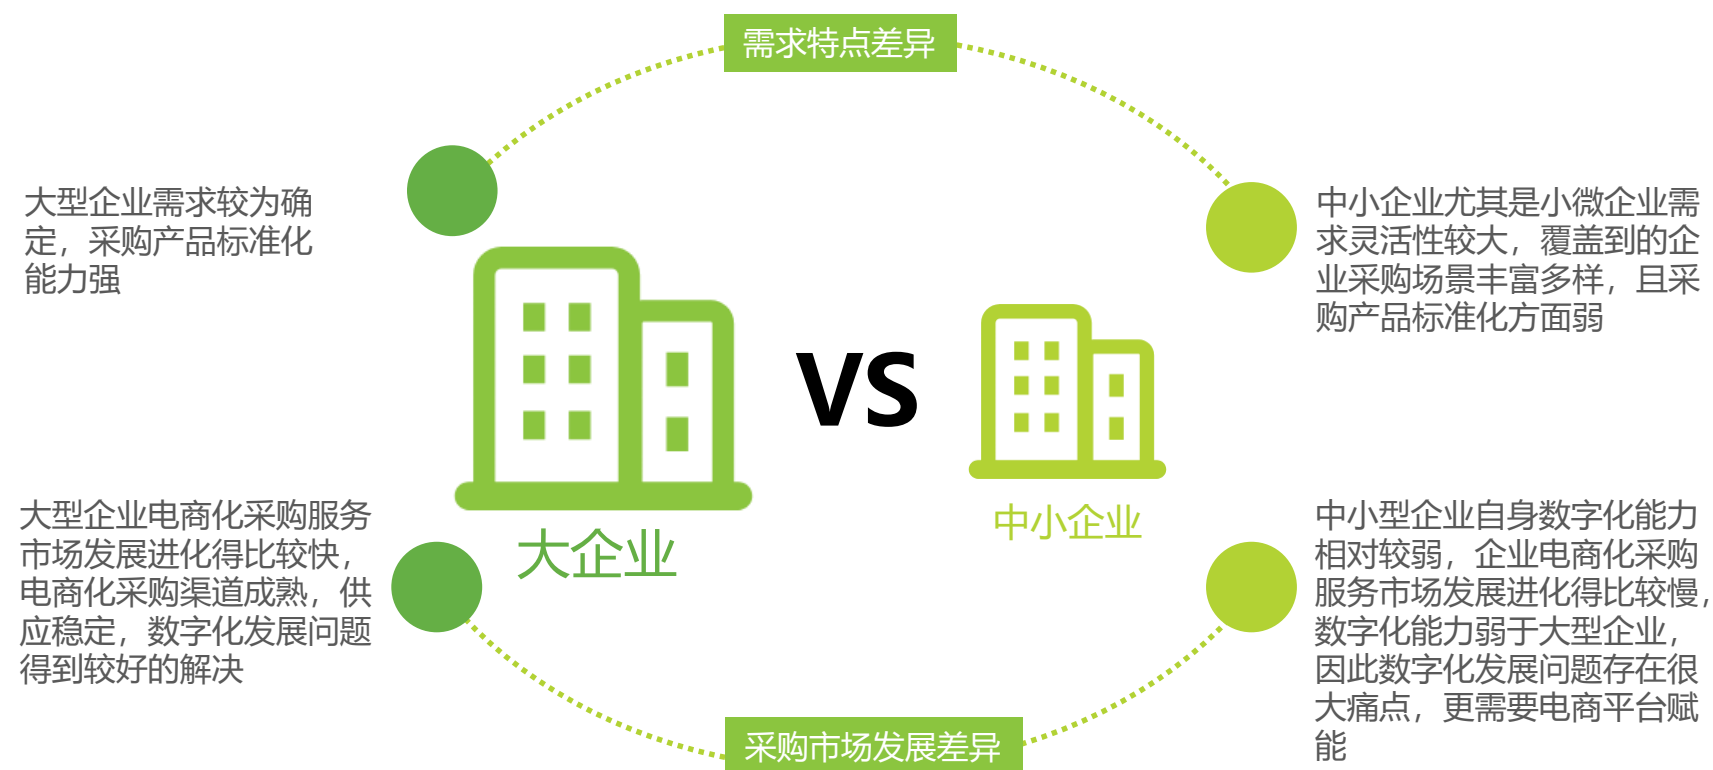 需求特点差异
大型企业需求较为确
定，采购产品标准化
能力强
中小企业尤其是小微企业需
求灵活性较大，覆盖到的企
业采购场景丰富多样，且采
购产品标准化方面弱
VS
大企业
中小企业
大型企业电商化采购服务
市场发展进化得比较快，
电商化采购渠道成熟，供
应稳定，数字化发展问题
得到较好的解决
中小型企业自身数字化能力
相对较弱，企业电商化采购
服务市场发展进化得比较慢，
数字化能力弱于大型企业，
因此数字化发展问题存在很
大痛点，更需要电商平台赋
能
采购市场发展差异